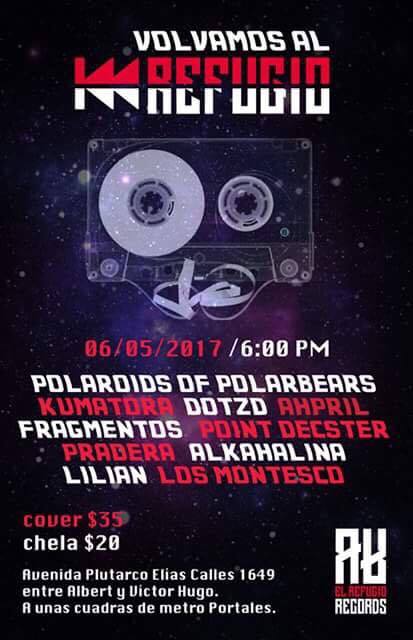 VOLVAMOS AL
REFUGIO
06/05/2017 /6:00 PM
POLAROIDS OF POLARBEARS
KUMATORA DOTZD AHPRIL
FRAGMENTOS POINT DECSTER
PRADERA ALKAHALINA
LILIAN LOS MONTESCO
cover $35
chela $20
Avenida Plutarco Elias Calles 1649
entre Albert y Victor Hugo.
A unas cuadras de metro Portales.
EL REFUGIO
RECORDS